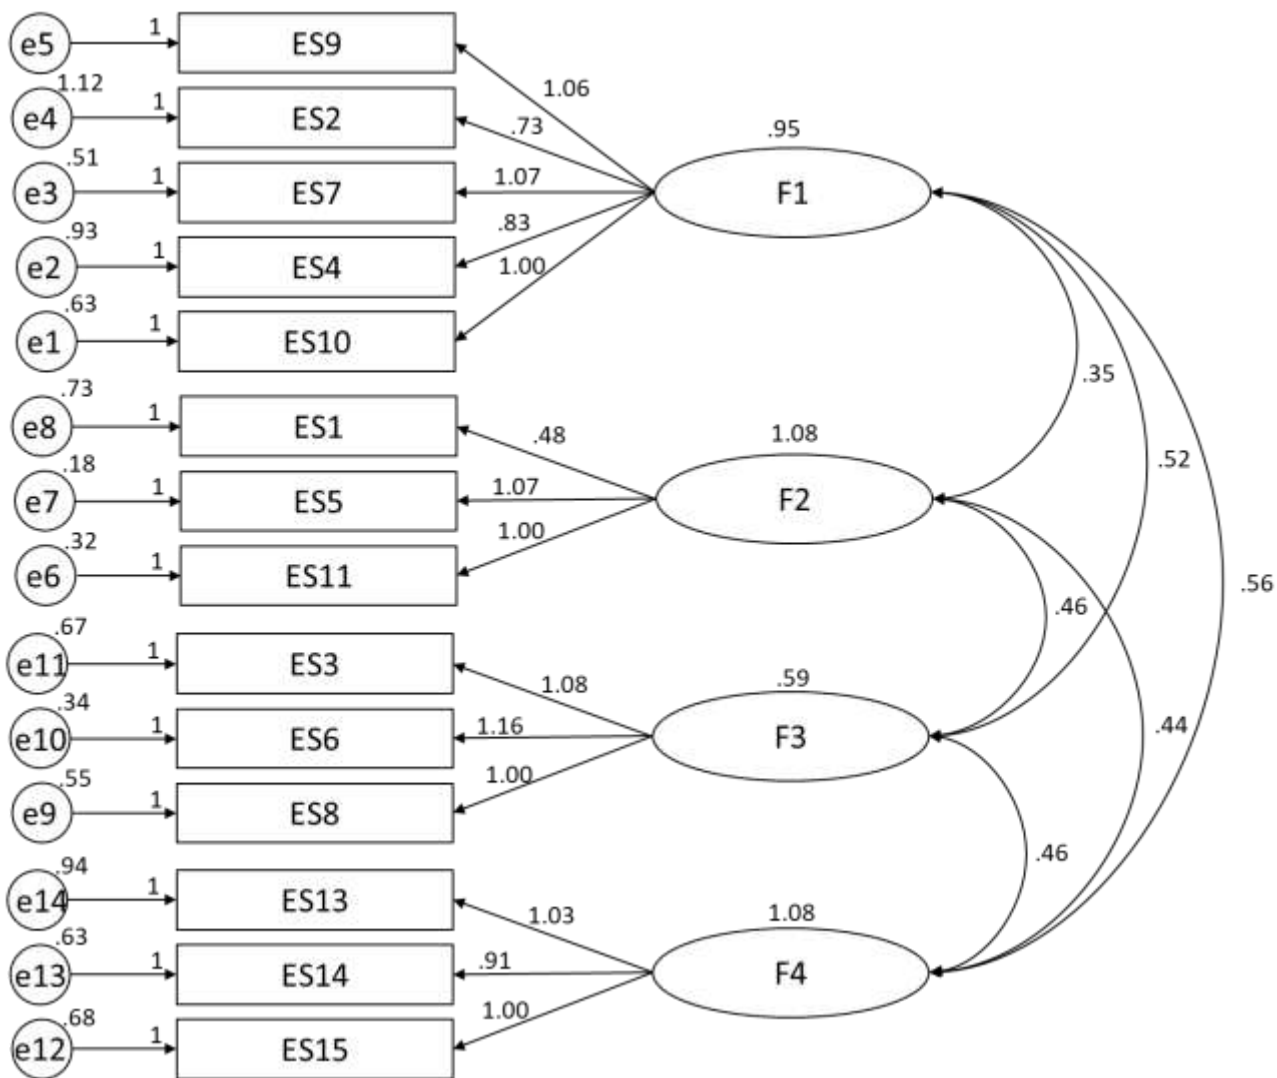 e5 1 ES9
1.06
1.12
e4 1 ES2
.73
.95
.51
e3 1 ES7
1.07
F1
.93
e2 1 ES4
.83
1.00
.63
e1 1 ES10
.35
.73
e8 1 ES1
.48
1.08
.52
.18
e7 1 ES5
1.07
F2
1.00
.32
e6 1 ES11
.56
.46
.67
e11 1 ES3
1.08
.59
.34
e10 1 ES6
1.16
F3
.44
1.00
.55
e9 1 ES8
.46
.94
e14 1 ES13
1.03
1.08
.63
e13 1 ES14
.91
F4
1.00
.68
e12 1 ES15